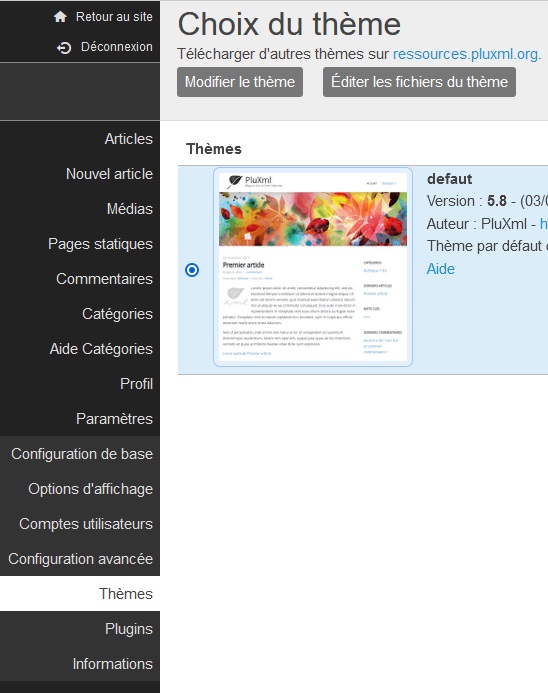 Retour au site
Déconnexion
Articles
Nouvel article
Médias
Pages statiques
Commentaires
Catégories
Aide Catégories
Profil
Paramètres
Configuration de base
Options d'affichage
Comptes utilisateurs
Configuration avancée
Thèmes
Plugins
Informations
Choix du thème
Télécharger d'autres thèmes sur ressources.pluxml.org.
Modifier le thème
Éditer les fichiers du thème
Thèmes
PluXml
Premier article
defaut
Version : 5.8 - (03/0
Auteur : PluXml - h
Thème par défaut
Aide